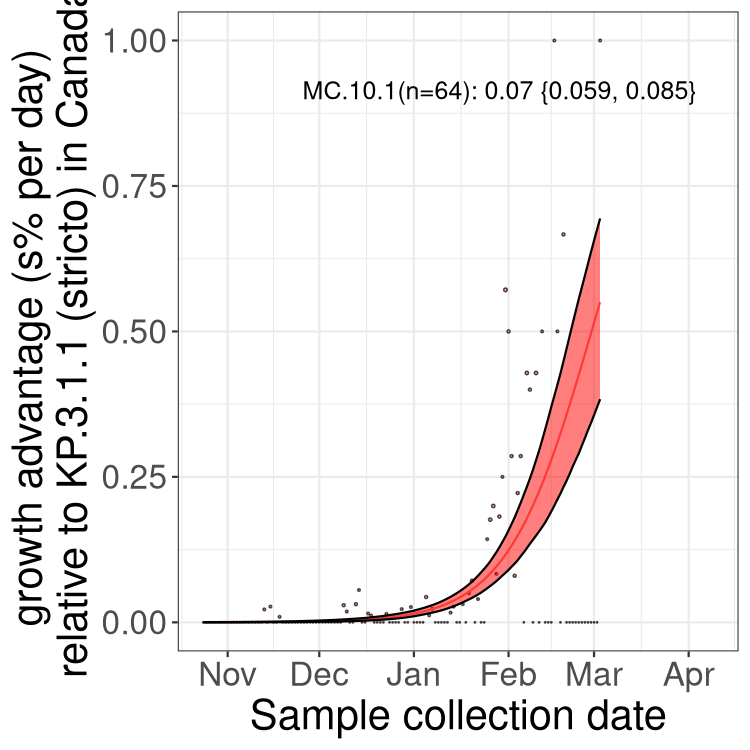 growth advantage (s% per day)
relative to KP.3.1.1 (stricto) in Canada
1.00
MC.10.1(n=64): 0.07 {0.059, 0.085}
0.75
0.50
0.25
0.00
Nov Dec Jan Feb Mar Apr
Sample collection date